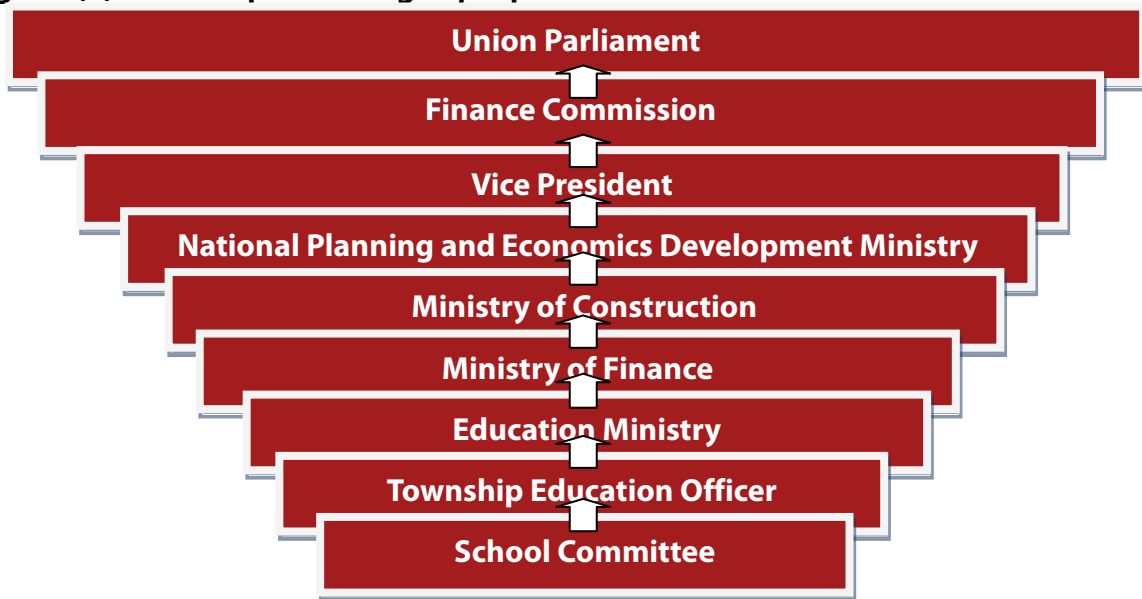 Union Parliament
Finance Commission
Vice President
National Planning and Economics Development Ministry
Ministry of Construction
Ministry of Finance
Education Ministry
Township Education Officer
School Committee